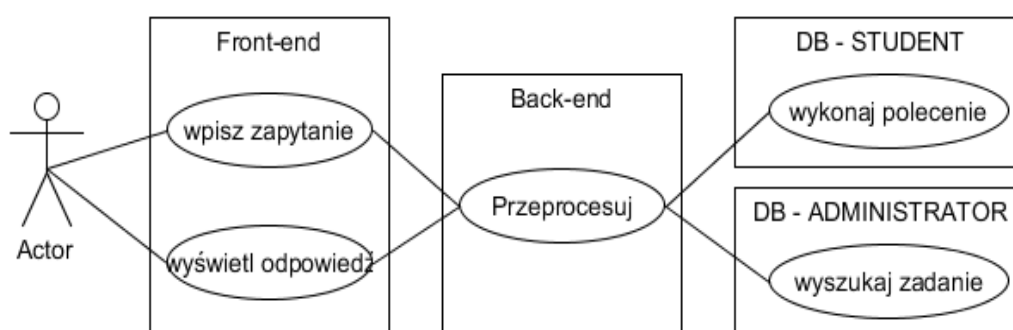 Front-end
wpisz zapytanie
wyświetl odpowiedź
Actor
Back-end
Przeprocesuj
DB - STUDENT
wykonaj polecenie
DB - ADMINISTRATOR
wyszukaj zadanie